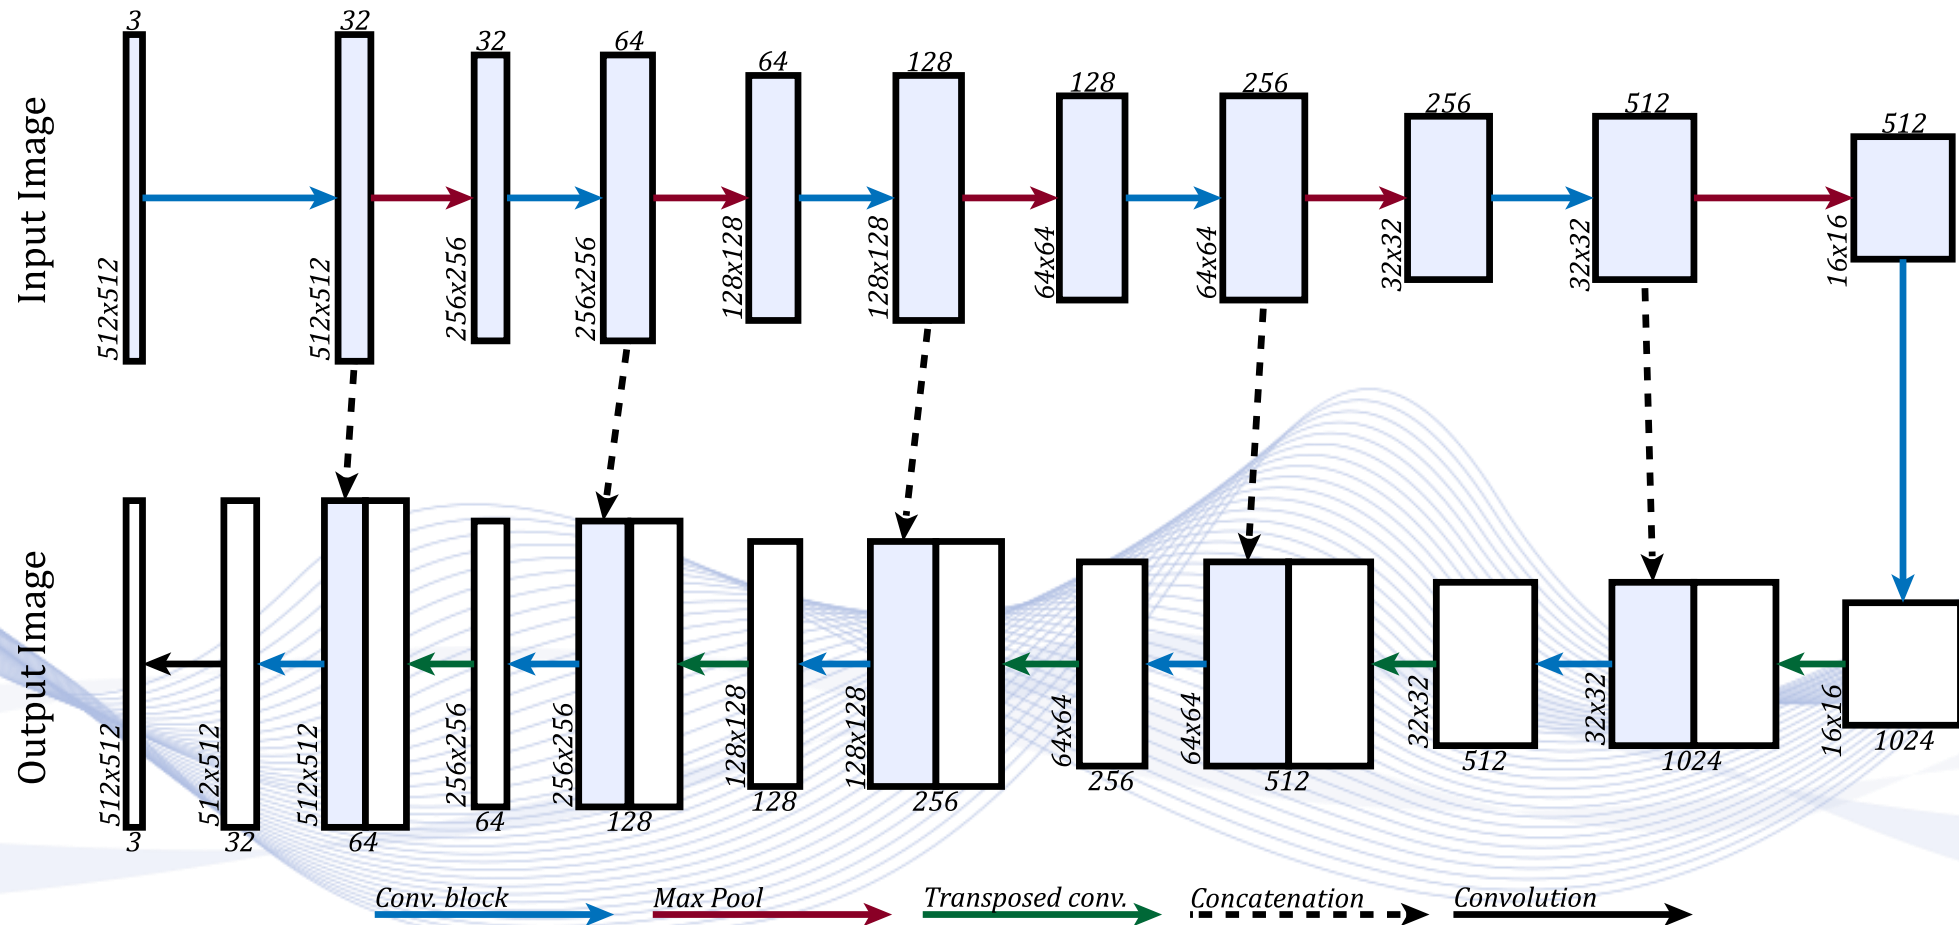 Input Image
3
32
32
64
64
128
128
256
256
512
512
512x512
512x512
256x256
256x256
128x128
128x128
64x64
64x64
32x32
32x32
16x16
Output Image
512x512
512x512
512x512
256x256
256x256
128x128
128x128
64x64
64x64
32x32
32x32
16x16
3
32
64
64
128
128
256
256
512
512
1024
1024
Conv. block
Max Pool
Transposed conv.
Concatenation
Convolution